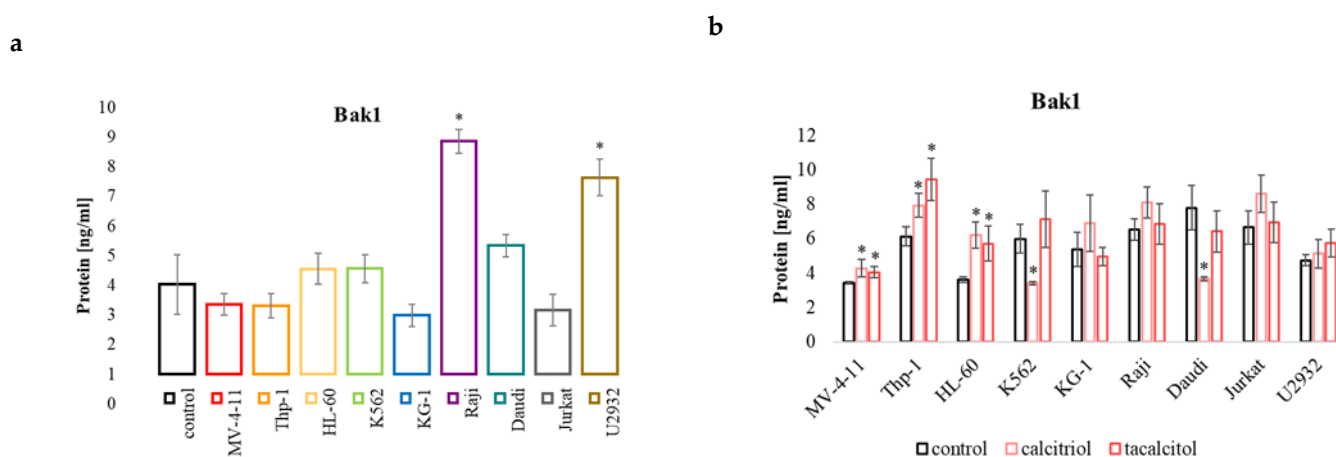 a
Bak1
Protein [ng/ml]
10
9
8
7
6
5
4
3
2
1
0
*
*
control
MV-4-11
Thp-1
HL-60
K562
KG-1
Raji
Daudi
Jurkat
U2932
b
Bak1
Protein [ng/ml]
12
10
8
6
4
2
0
* *
* *
* *
*
*
MV-4-11
Thp-1
HL-60
K562
KG-1
Raji
Daudi
Jurkat
U2932
control calcitriol tacalcitol